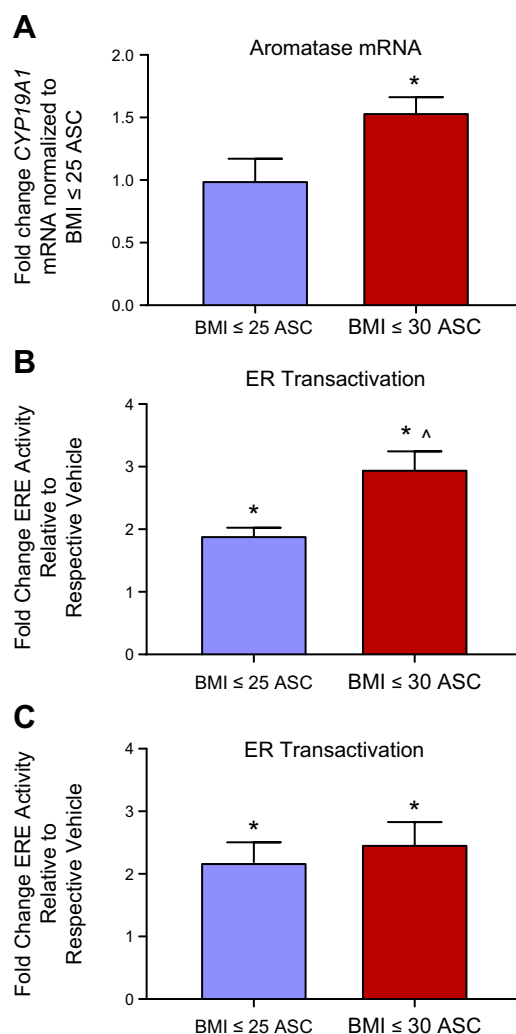 A
Aromatase mRNA
Fold change CYP19A1
mRNA normalized to
BMI ≤ 25 ASC
2.0
1.5
1.0
0.5
0.0
*
BMI ≤ 25 ASC
BMI ≤ 30 ASC
B
ER Transactivation
Fold Change ERE Activity
Relative to
Respective Vehicle
4
3
2
1
0
*
* ^
BMI ≤ 25 ASC
BMI ≤ 30 ASC
C
ER Transactivation
Fold Change ERE Activity
Relative to
Respective Vehicle
4
3
2
1
0
*
*
BMI ≤ 25 ASC
BMI ≤ 30 ASC